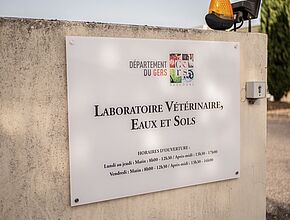 DÉPARTEMENT
DU GERS
LABORATOIRE VÉTÉRINAIRE,
EAUX ET SOLS
HORAIRES D'OUVERTURE :
Lundi au jeudi : Matin : 8h00 - 12h30 / Après-midi : 13h30 - 17h00
Vendredi : Matin : 8h00 - 12h30 / Après-midi : 13h30 - 16h00